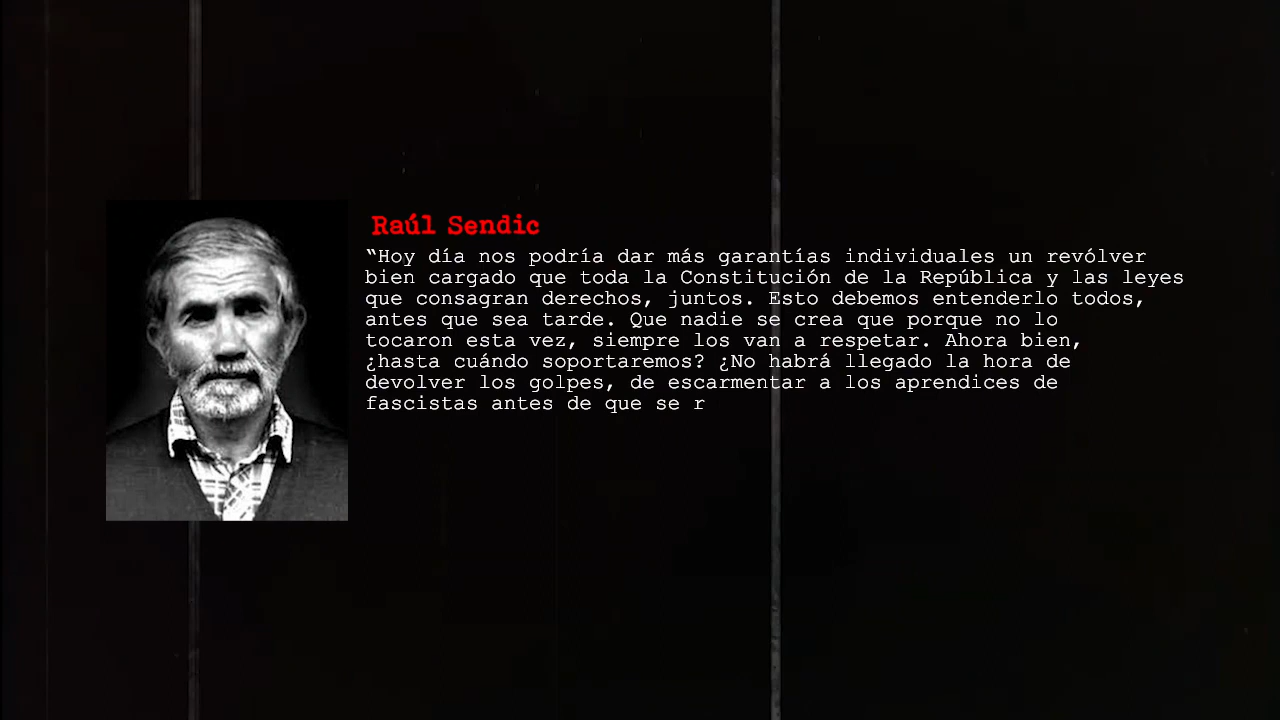 Raúl Sendic
“Hoy día nos podría dar más garantías individuales un revólver
bien cargado que toda la Constitución de la República y las leyes
que consagran derechos, juntos. Esto debemos entenderlo todos,
antes que sea tarde. Que nadie se crea que porque no lo
tocaron esta vez, siempre los van a respetar. Ahora bien,
¿hasta cuándo soportaremos? ¿No habrá llegado la hora de
devolver los golpes, de escarmentar a los aprendices de
fascistas antes de que se r